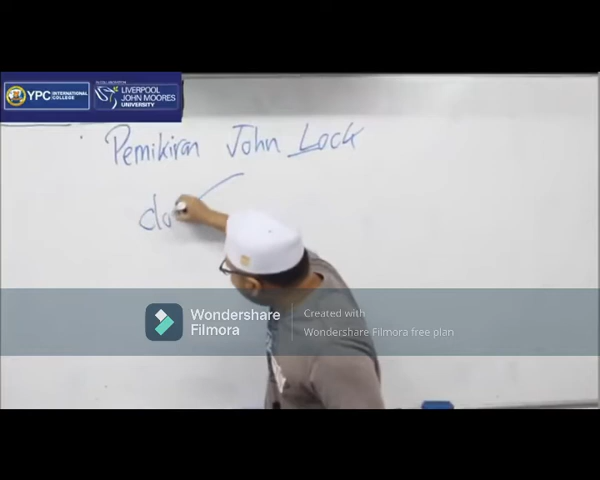 YPC INTERNATIONAL COLLEGE
LIVERPOOL JOHN MOORES UNIVERSITY
Pemikiran John Lock
Wondershare Filmora
Created with
Wondershare Filmora free plan